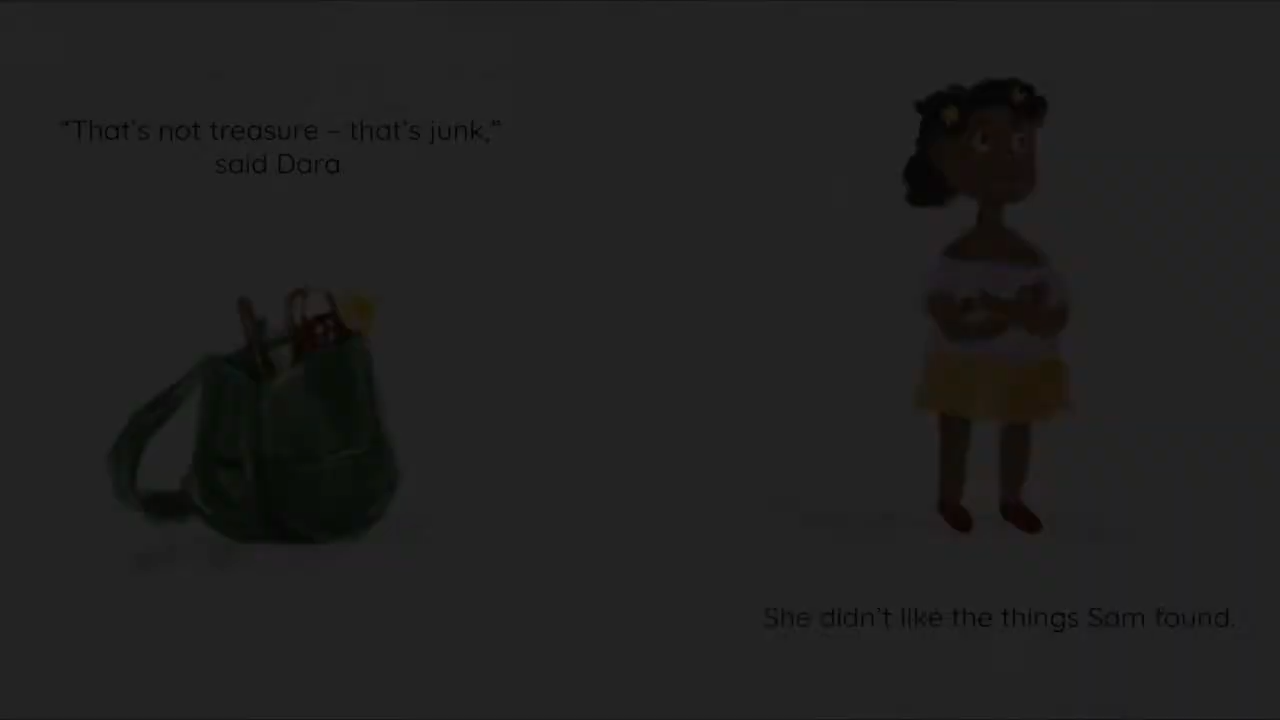 “That’s not treasure – that’s junk,”
said Dara
She didn’t like the things Sam found.